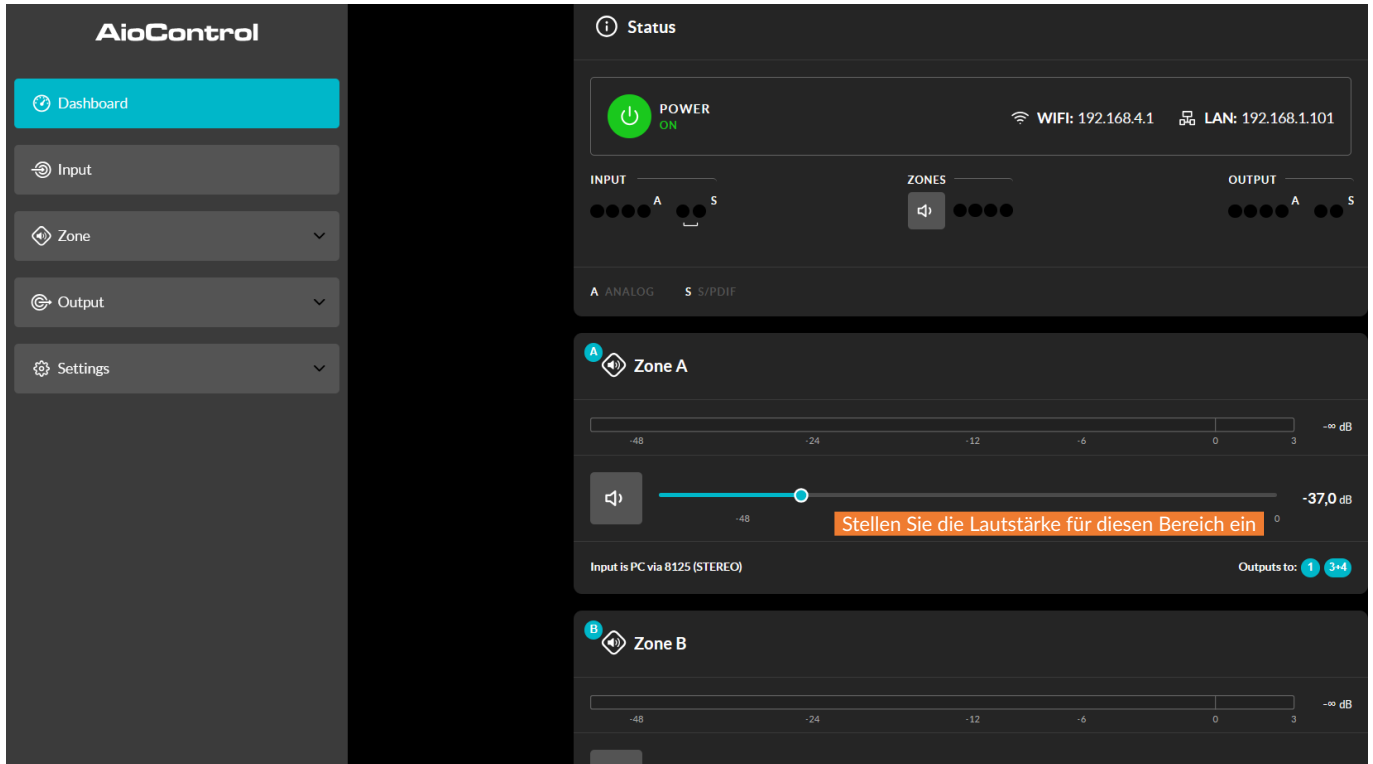 AioControl
Dashboard
Input
Zone
Output
Settings
Status
POWER
ON
WIFI: 192.168.4.1
LAN: 192.168.1.101
INPUT
A
S
ZONES
OUTPUT
A
S
A ANALOG
S S/PDIF
A
Zone A
-48 -24 -12 -6 0 3
-∞ dB
-37,0 dB
-48 0
Stellen Sie die Lautstärke für diesen Bereich ein
Input is PC via 8125 (STEREO)
Outputs to: 1 3+4
B
Zone B
-48 -24 -12 -6 0 3
-∞ dB